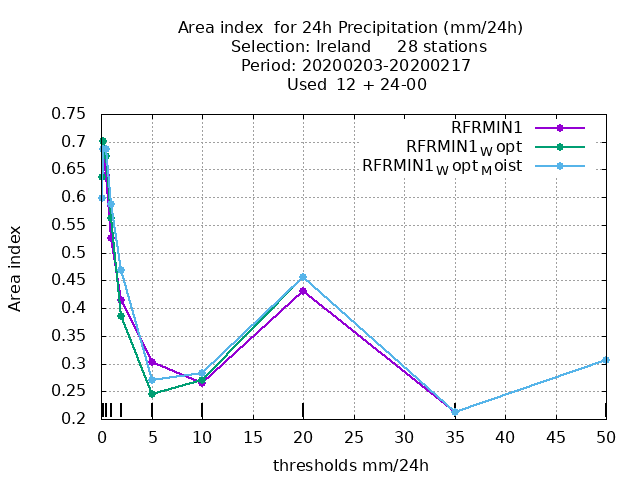 Area index  for 24h Precipitation (mm/24h)
Selection: Ireland     28 stations
Period: 20200203-20200217
Used  12 + 24-00
Area index
0.75
0.7
0.65
0.6
0.55
0.5
0.45
0.4
0.35
0.3
0.25
0.2
RFRMIN1
RFRMIN1Wopt
RFRMIN1WoptMoist
0 5 10 15 20 25 30 35 40 45 50
thresholds mm/24h